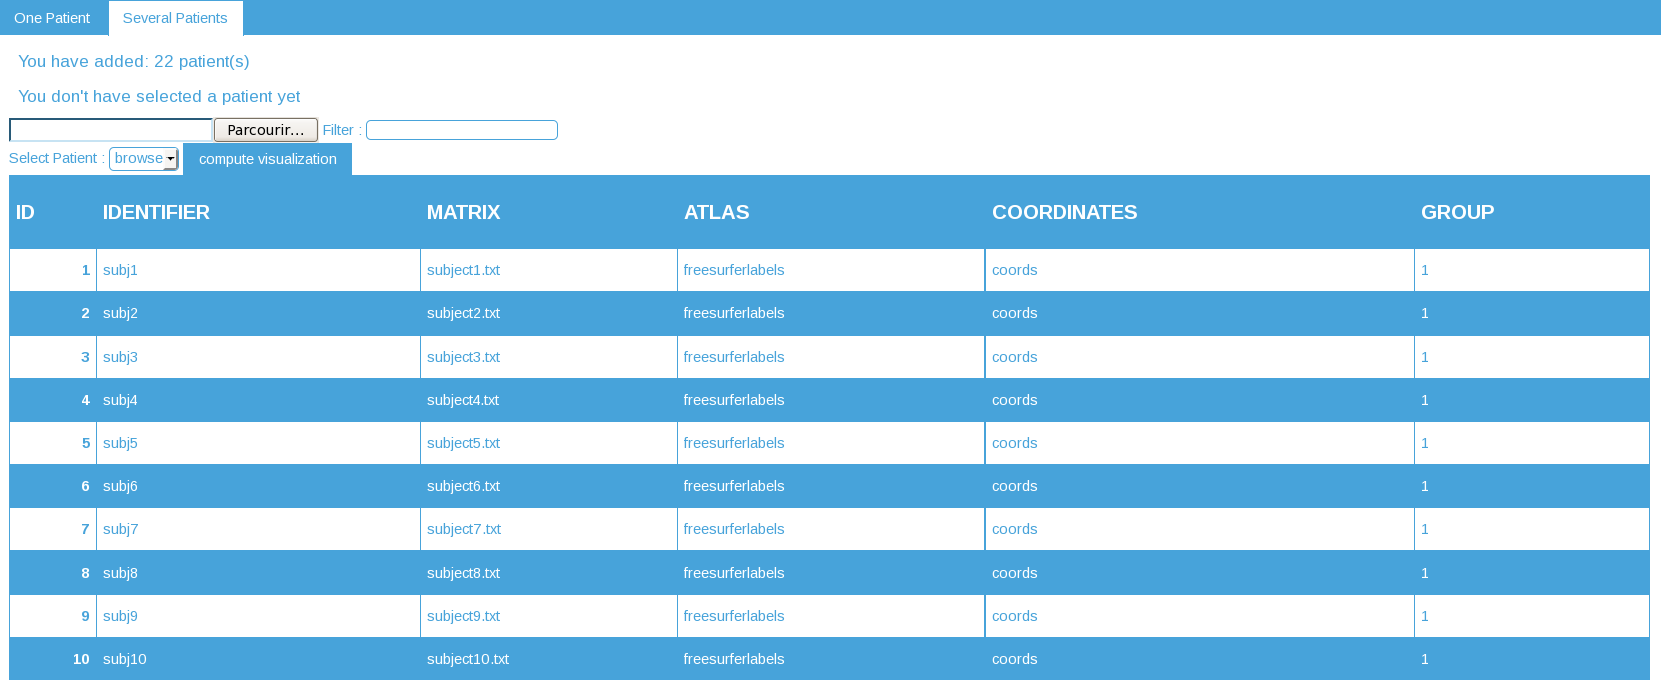 One Patient Several Patients
You have added: 22 patient(s)
You don't have selected a patient yet
Parcourir... Filter :
Select Patient : browse compute visualization
ID IDENTIFIER MATRIX ATLAS COORDINATES GROUP
1 subj1 subject1.txt freesurferlabels coords 1
2 subj2 subject2.txt freesurferlabels coords 1
3 subj3 subject3.txt freesurferlabels coords 1
4 subj4 subject4.txt freesurferlabels coords 1
5 subj5 subject5.txt freesurferlabels coords 1
6 subj6 subject6.txt freesurferlabels coords 1
7 subj7 subject7.txt freesurferlabels coords 1
8 subj8 subject8.txt freesurferlabels coords 1
9 subj9 subject9.txt freesurferlabels coords 1
10 subj10 subject10.txt freesurferlabels coords 1